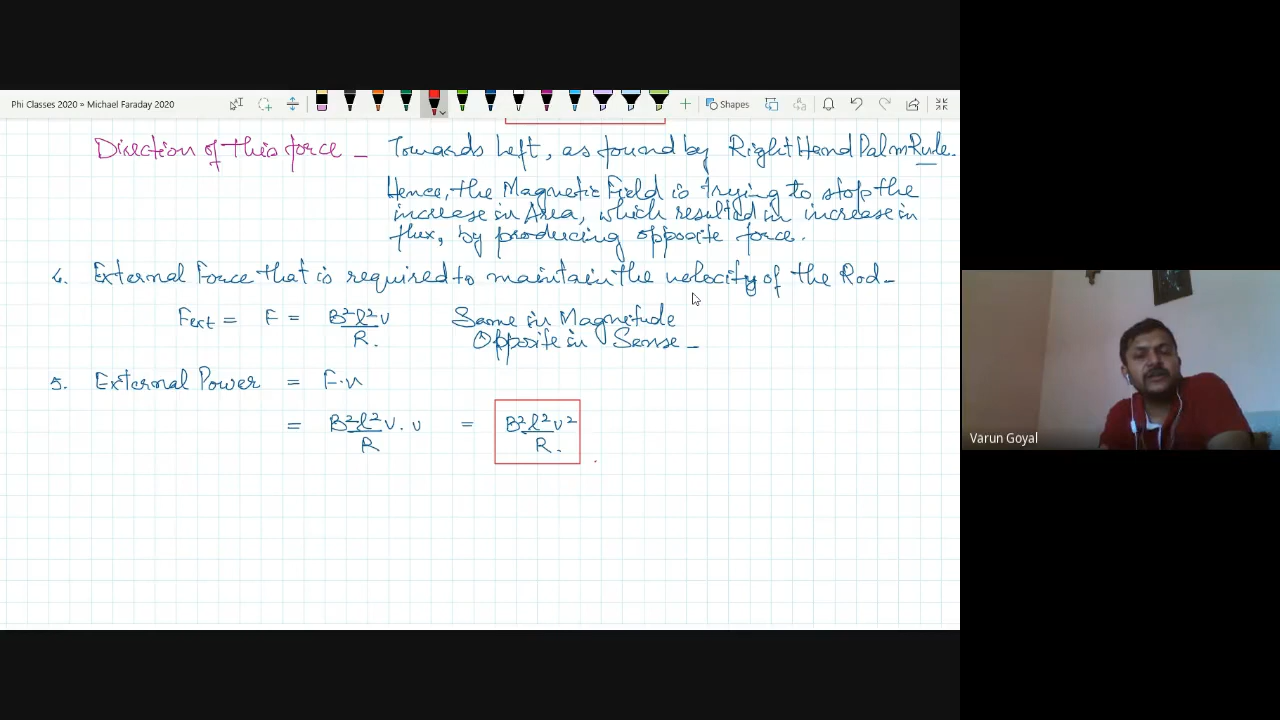 Phi Classes 2020 » Michael Faraday 2020
Shapes
Direction of this force – Towards Left, as found by Right Hand Palm Rule.
Hence, the Magnetic Field is trying to stop the
increase in Area, which resulted in increase in
flux, by producing opposite force.
4. External Force that is required to maintain the velocity of the Rod –
Fext = F = B²l²v/R. Same in Magnitude
Opposite in Sense –
5. External Power = F.v
= B²l²v/R . v = B²l²v²/R.
Varun Goyal